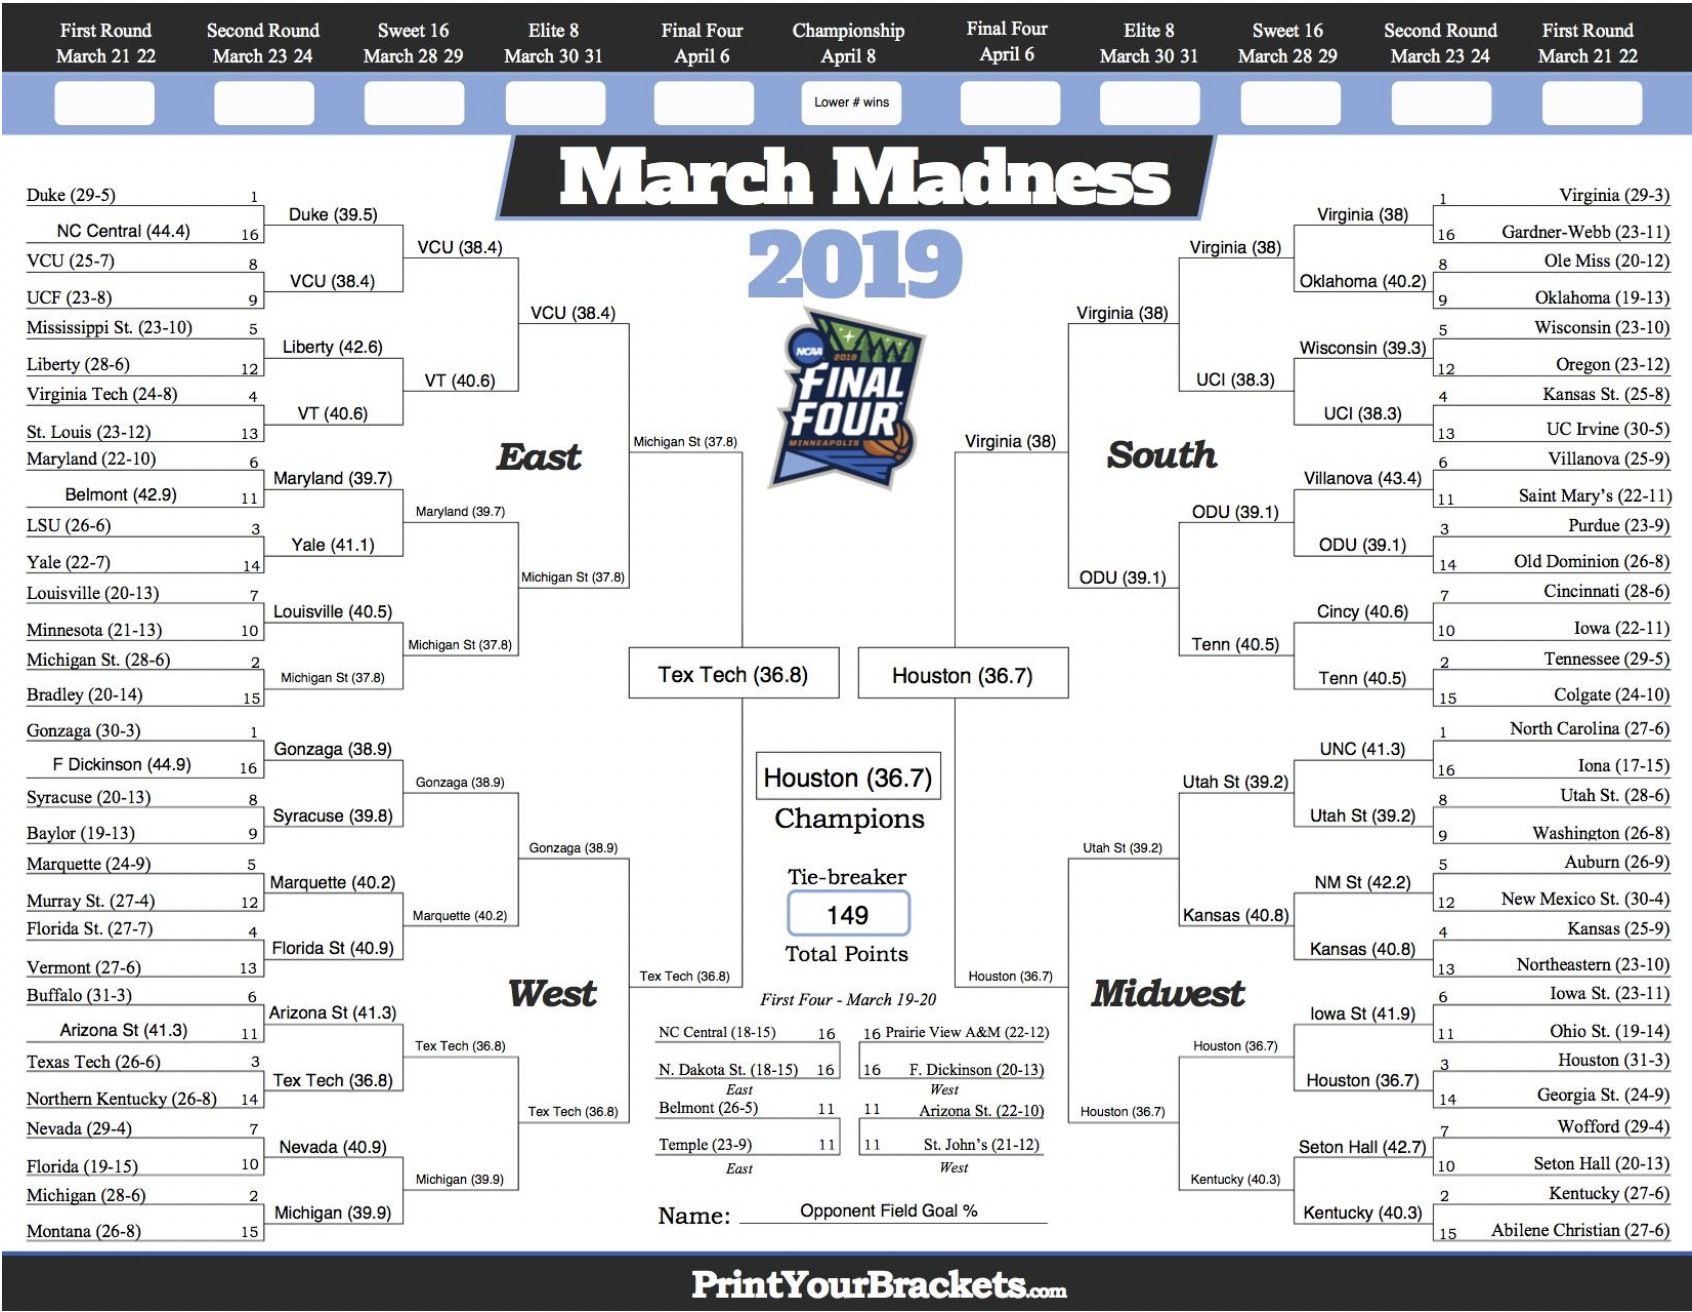 First Round
March 21 22
Second Round
March 23 24
Sweet 16
March 28 29
Elite 8
March 30 31
Final Four
April 6
Championship
April 8
Final Four
April 6
Elite 8
March 30 31
Sweet 16
March 28 29
Second Round
March 23 24
First Round
March 21 22
Lower # wins
March Madness
2019
NCAA
2019
FINAL
FOUR
MINNEAPOLIS
East
Duke (29-5) 1
NC Central (44.4) 16
VCU (25-7) 8
UCF (23-8) 9
Mississippi St. (23-10) 5
Liberty (28-6) 12
Virginia Tech (24-8) 4
St. Louis (23-12) 13
Maryland (22-10) 6
Belmont (42.9) 11
LSU (26-6) 3
Yale (22-7) 14
Louisville (20-13) 7
Minnesota (21-13) 10
Michigan St. (28-6) 2
Bradley (20-14) 15
Duke (39.5)
VCU (38.4)
Liberty (42.6)
VT (40.6)
Maryland (39.7)
Yale (41.1)
Louisville (40.5)
Michigan St (37.8)
VCU (38.4)
VT (40.6)
Maryland (39.7)
Michigan St (37.8)
VCU (38.4)
Michigan St (37.8)
Michigan St (37.8)
West
Gonzaga (30-3) 1
F Dickinson (44.9) 16
Syracuse (20-13) 8
Baylor (19-13) 9
Marquette (24-9) 5
Murray St. (27-4) 12
Florida St. (27-7) 4
Vermont (27-6) 13
Buffalo (31-3) 6
Arizona St (41.3) 11
Texas Tech (26-6) 3
Northern Kentucky (26-8) 14
Nevada (29-4) 7
Florida (19-15) 10
Michigan (28-6) 2
Montana (26-8) 15
Gonzaga (38.9)
Syracuse (39.8)
Marquette (40.2)
Florida St (40.9)
Arizona St (41.3)
Tex Tech (36.8)
Nevada (40.9)
Michigan (39.9)
Gonzaga (38.9)
Marquette (40.2)
Tex Tech (36.8)
Michigan (39.9)
Gonzaga (38.9)
Tex Tech (36.8)
Tex Tech (36.8)
South
1 Virginia (29-3)
16 Gardner-Webb (23-11)
8 Ole Miss (20-12)
9 Oklahoma (19-13)
5 Wisconsin (23-10)
12 Oregon (23-12)
4 Kansas St. (25-8)
13 UC Irvine (30-5)
6 Villanova (25-9)
11 Saint Mary's (22-11)
3 Purdue (23-9)
14 Old Dominion (26-8)
7 Cincinnati (28-6)
10 Iowa (22-11)
2 Tennessee (29-5)
15 Colgate (24-10)
Virginia (38)
Oklahoma (40.2)
Wisconsin (39.3)
UCI (38.3)
Villanova (43.4)
ODU (39.1)
Cincy (40.6)
Tenn (40.5)
Virginia (38)
UCI (38.3)
ODU (39.1)
Tenn (40.5)
Virginia (38)
ODU (39.1)
Virginia (38)
Midwest
1 North Carolina (27-6)
16 Iona (17-15)
8 Utah St. (28-6)
9 Washington (26-8)
5 Auburn (26-9)
12 New Mexico St. (30-4)
4 Kansas (25-9)
13 Northeastern (23-10)
6 Iowa St. (23-11)
11 Ohio St. (19-14)
3 Houston (31-3)
14 Georgia St. (24-9)
7 Wofford (29-4)
10 Seton Hall (20-13)
2 Kentucky (27-6)
15 Abilene Christian (27-6)
UNC (41.3)
Utah St (39.2)
NM St (42.2)
Kansas (40.8)
Iowa St (41.9)
Houston (36.7)
Seton Hall (42.7)
Kentucky (40.3)
Utah St (39.2)
Kansas (40.8)
Houston (36.7)
Kentucky (40.3)
Utah St (39.2)
Houston (36.7)
Houston (36.7)
Tex Tech (36.8)
Houston (36.7)
Houston (36.7)
Champions
Tie-breaker
149
Total Points
First Four - March 19-20
NC Central (18-15) 16
N. Dakota St. (18-15) 16
East
16 Prairie View A&M (22-12)
16 F. Dickinson (20-13)
West
Belmont (26-5) 11
Temple (23-9) 11
East
11 Arizona St. (22-10)
11 St. John's (21-12)
West
Name: Opponent Field Goal %
PrintYourBrackets.com